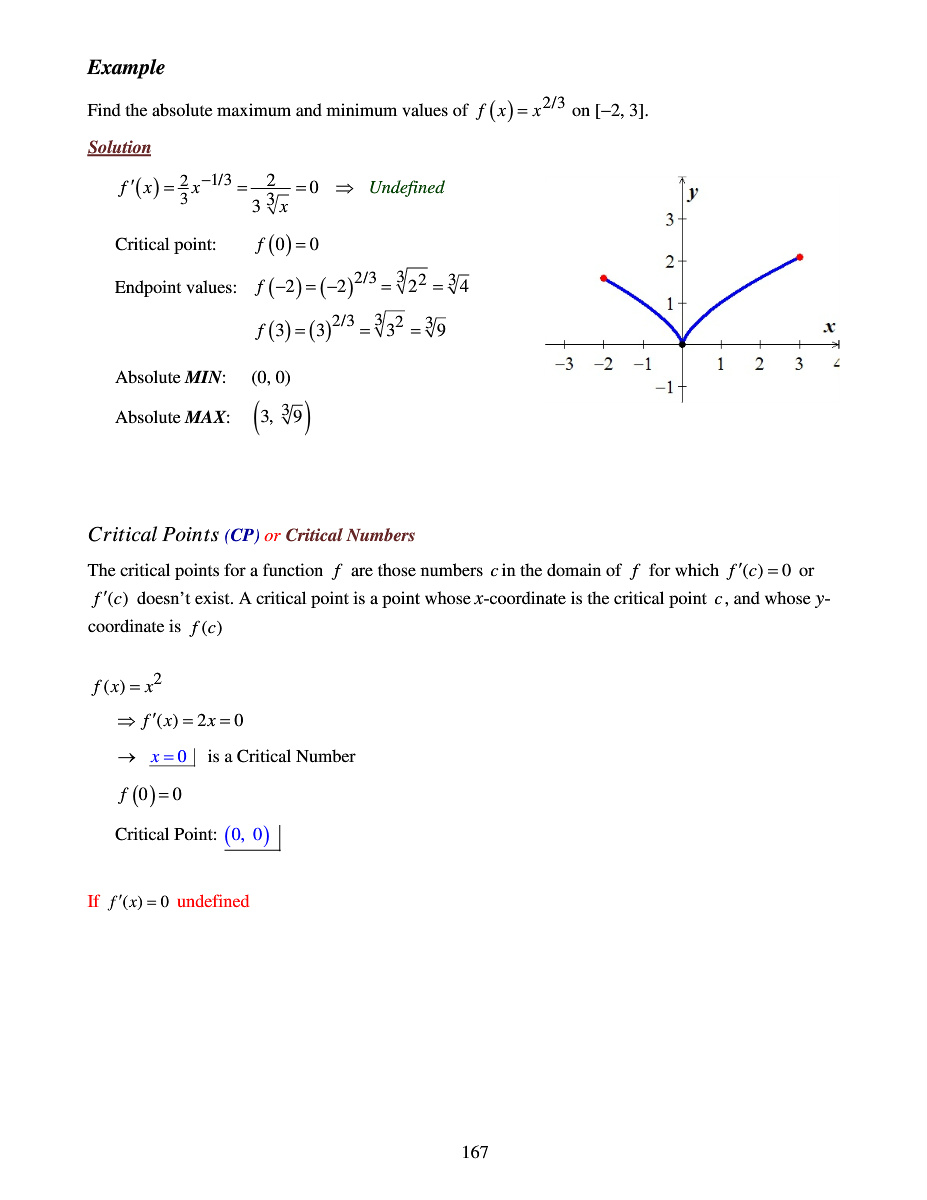 Example
Find the absolute maximum and minimum values of f(x) = x^{2/3} on [−2, 3].
Solution
f′(x) = \frac{2}{3}x^{−1/3} = \frac{2}{3\sqrt[3]{x}} = 0 ⇒ Undefined
Critical point: f(0) = 0
Endpoint values: f(−2) = (−2)^{2/3} = \sqrt[3]{2^2} = \sqrt[3]{4}
f(3) = (3)^{2/3} = \sqrt[3]{3^2} = \sqrt[3]{9}
Absolute MIN: (0, 0)
Absolute MAX: (3, \sqrt[3]{9})
y
3
2
1
x
−3 −2 −1 1 2 3 4
−1
Critical Points (CP) or Critical Numbers
The critical points for a function f are those numbers c in the domain of f for which f′(c) = 0 or
f′(c) doesn’t exist. A critical point is a point whose x-coordinate is the critical point c, and whose y-
coordinate is f(c)
f(x) = x^2
⇒ f′(x) = 2x = 0
→ x = 0 is a Critical Number
f(0) = 0
Critical Point: (0, 0)
If f′(x) = 0 undefined
167